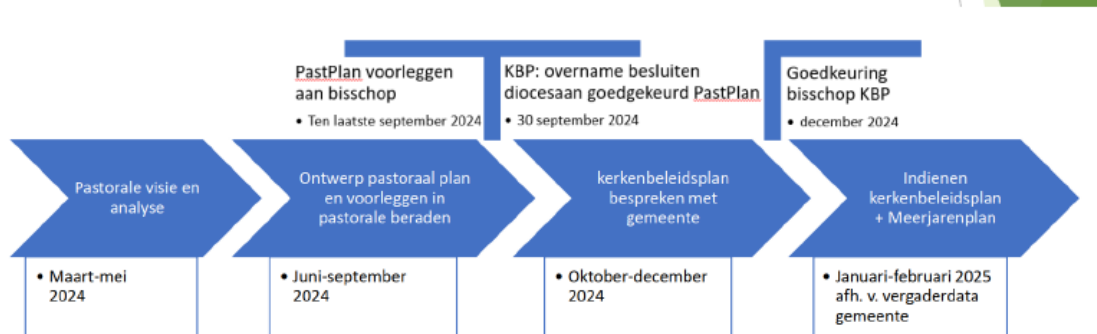 PastPlan voorleggen
aan bisschop
• Ten laatste september 2024
KBP: overname besluiten
diocesaan goedgekeurd PastPlan
• 30 september 2024
Goedkeuring
bisschop KBP
• december 2024
Pastorale visie en
analyse
Ontwerp pastoraal plan
en voorleggen in
pastorale beraden
kerkenbeleidsplan
bespreken met
gemeente
Indienen
kerkenbeleidsplan
+ Meerjarenplan
• Maart-mei
2024
• Juni-september
2024
• Oktober-december
2024
• Januari-februari 2025
afh. v. vergaderdata
gemeente